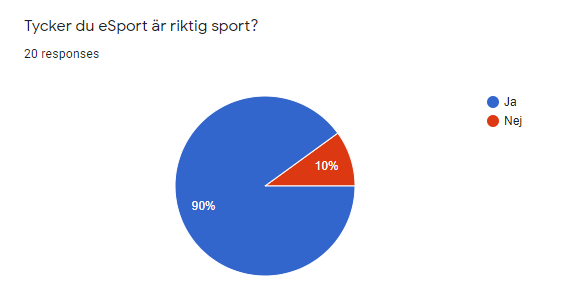 Tycker du eSport är riktig sport?
20 responses
Ja
Nej
10%
90%